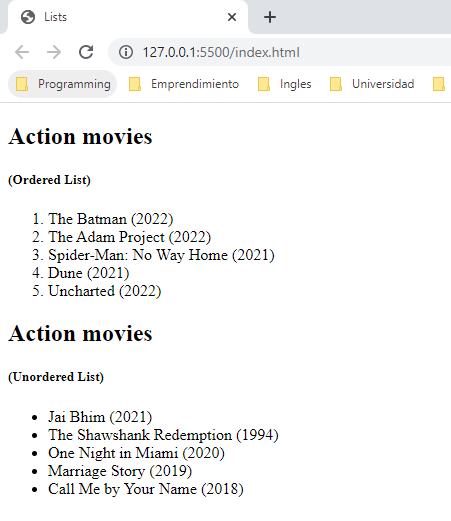 Lists
127.0.0.1:5500/index.html
Programming Emprendimiento Ingles Universidad
Action movies
(Ordered List)
1. The Batman (2022)
2. The Adam Project (2022)
3. Spider-Man: No Way Home (2021)
4. Dune (2021)
5. Uncharted (2022)
Action movies
(Unordered List)
• Jai Bhim (2021)
• The Shawshank Redemption (1994)
• One Night in Miami (2020)
• Marriage Story (2019)
• Call Me by Your Name (2018)